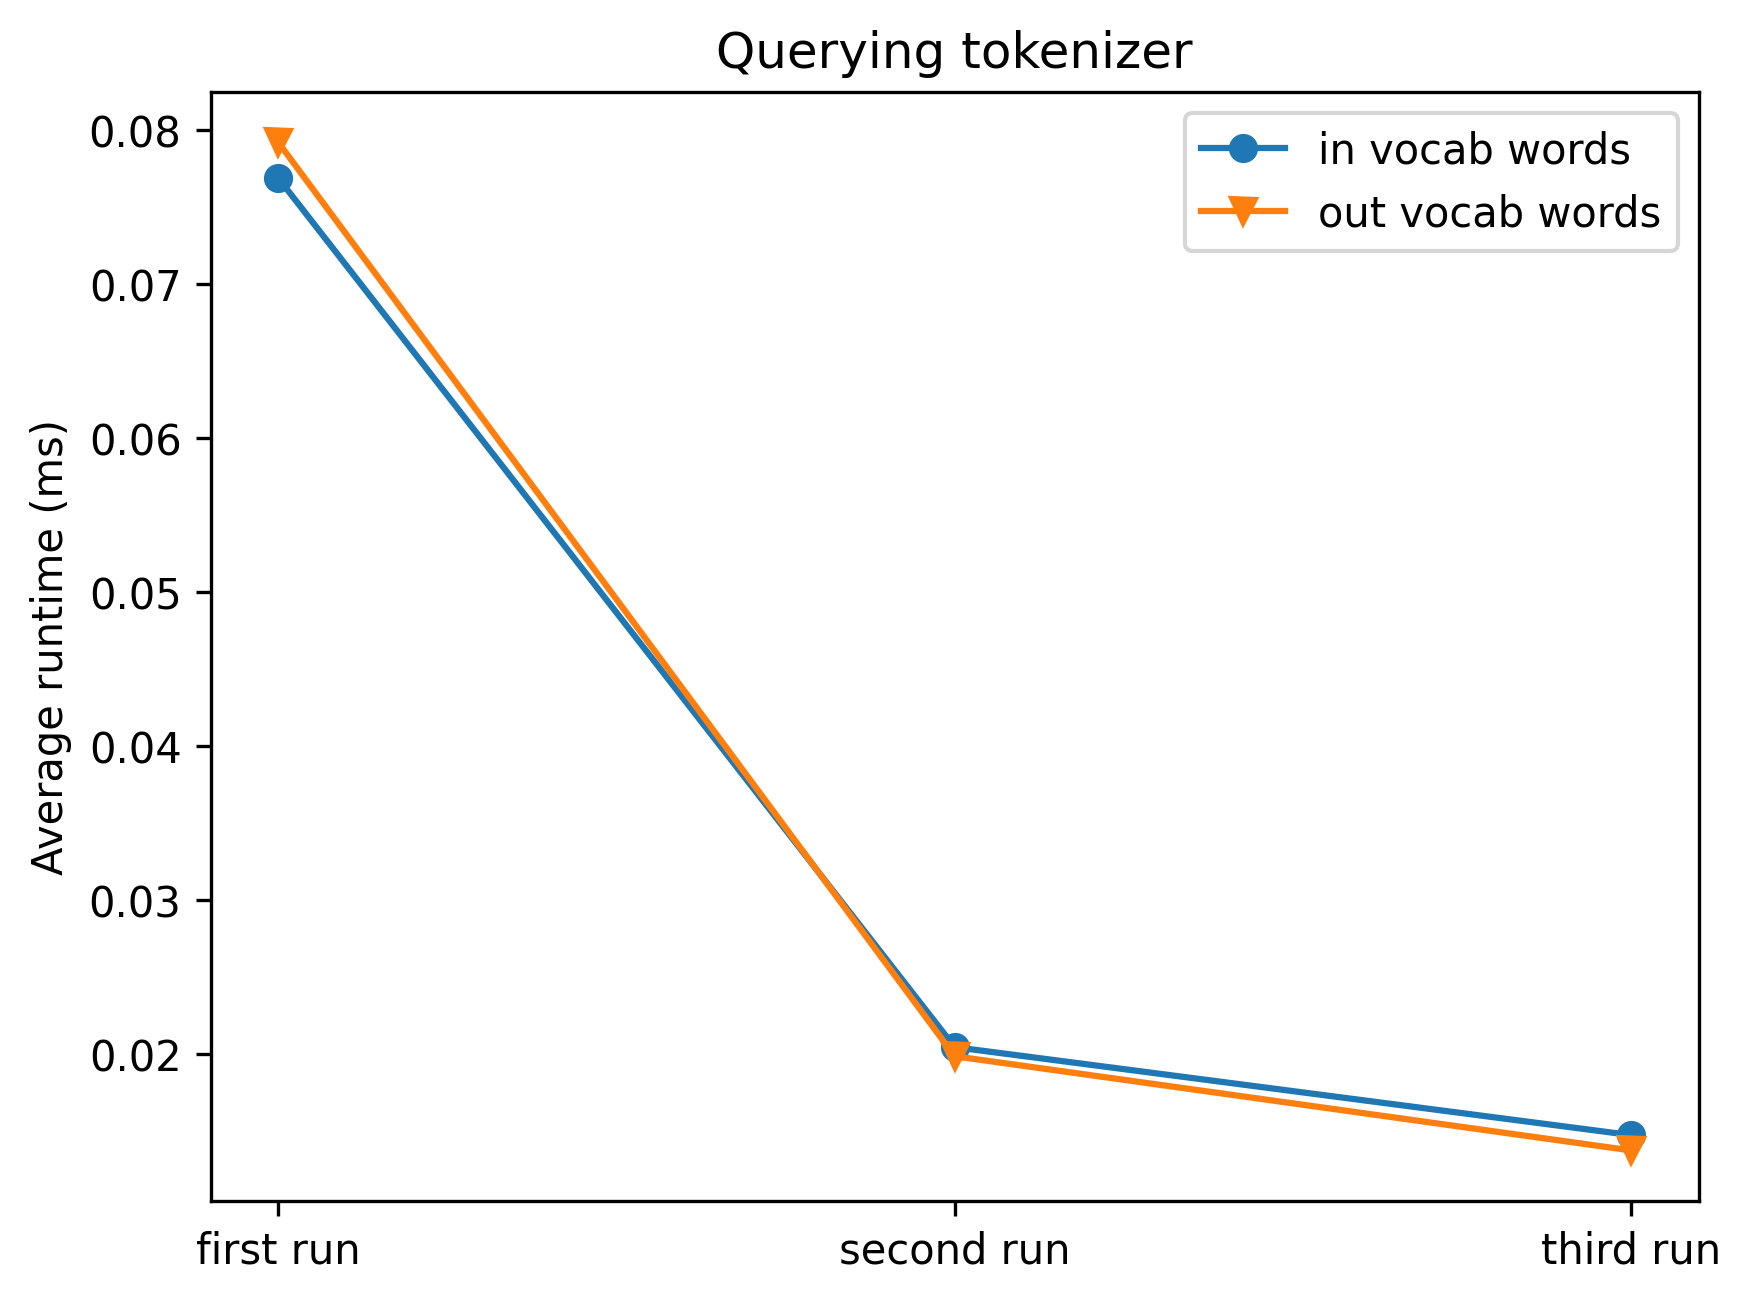 Querying tokenizer
in vocab words
out vocab words
Average runtime (ms)
0.08
0.07
0.06
0.05
0.04
0.03
0.02
first run
second run
third run